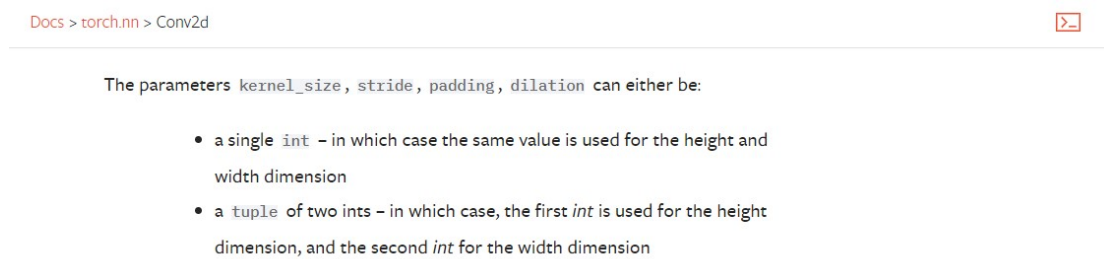 Docs > torch.nn > Conv2d
The parameters kernel_size, stride, padding, dilation can either be:
• a single int – in which case the same value is used for the height and
width dimension
• a tuple of two ints – in which case, the first int is used for the height
dimension, and the second int for the width dimension